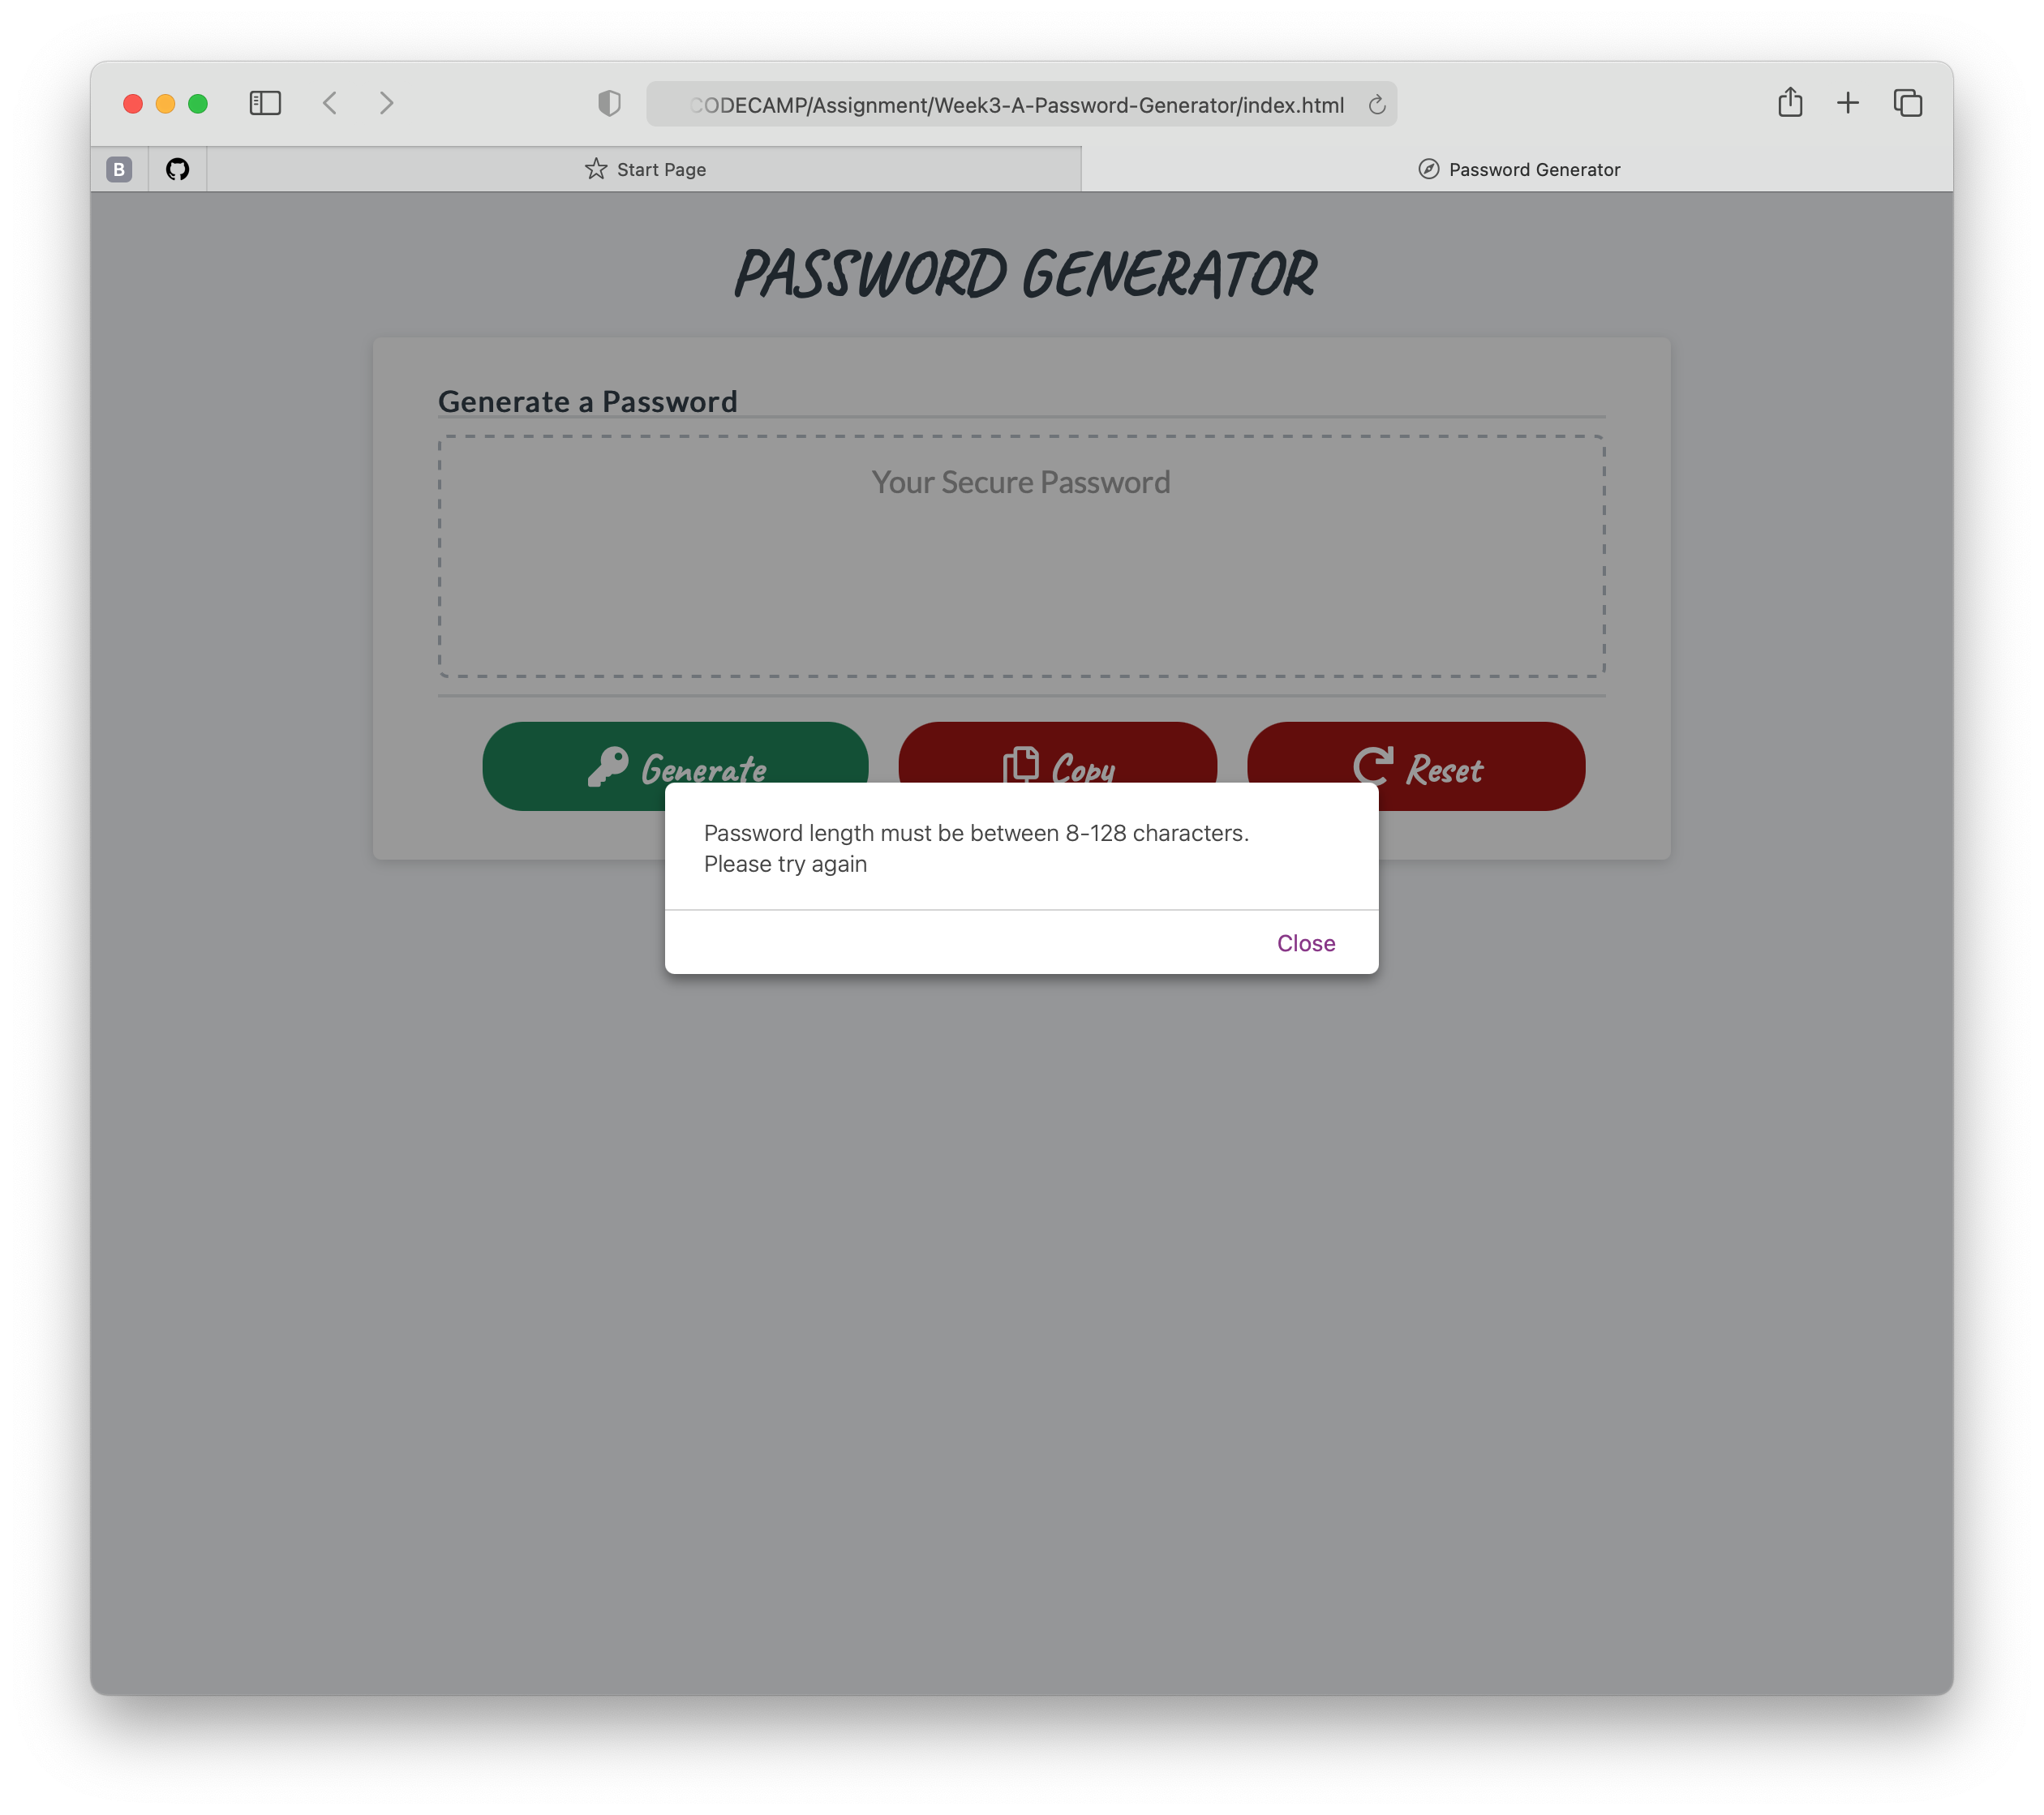 CODECAMP/Assignment/Week3-A-Password-Generator/index.html
B
Start Page
Password Generator
PASSWORD GENERATOR
Generate a Password
Your Secure Password
Generate
Copy
Reset
Password length must be between 8-128 characters.
Please try again
Close